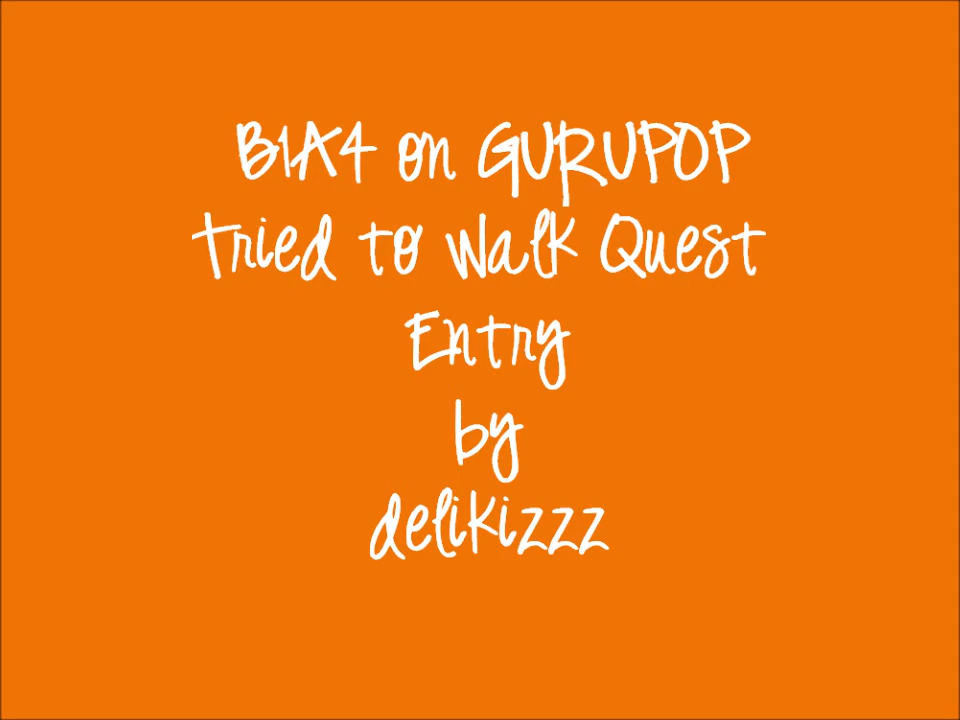 B1A4 on GURUPOP
Tried to Walk Quest
Entry
by
delikizzz